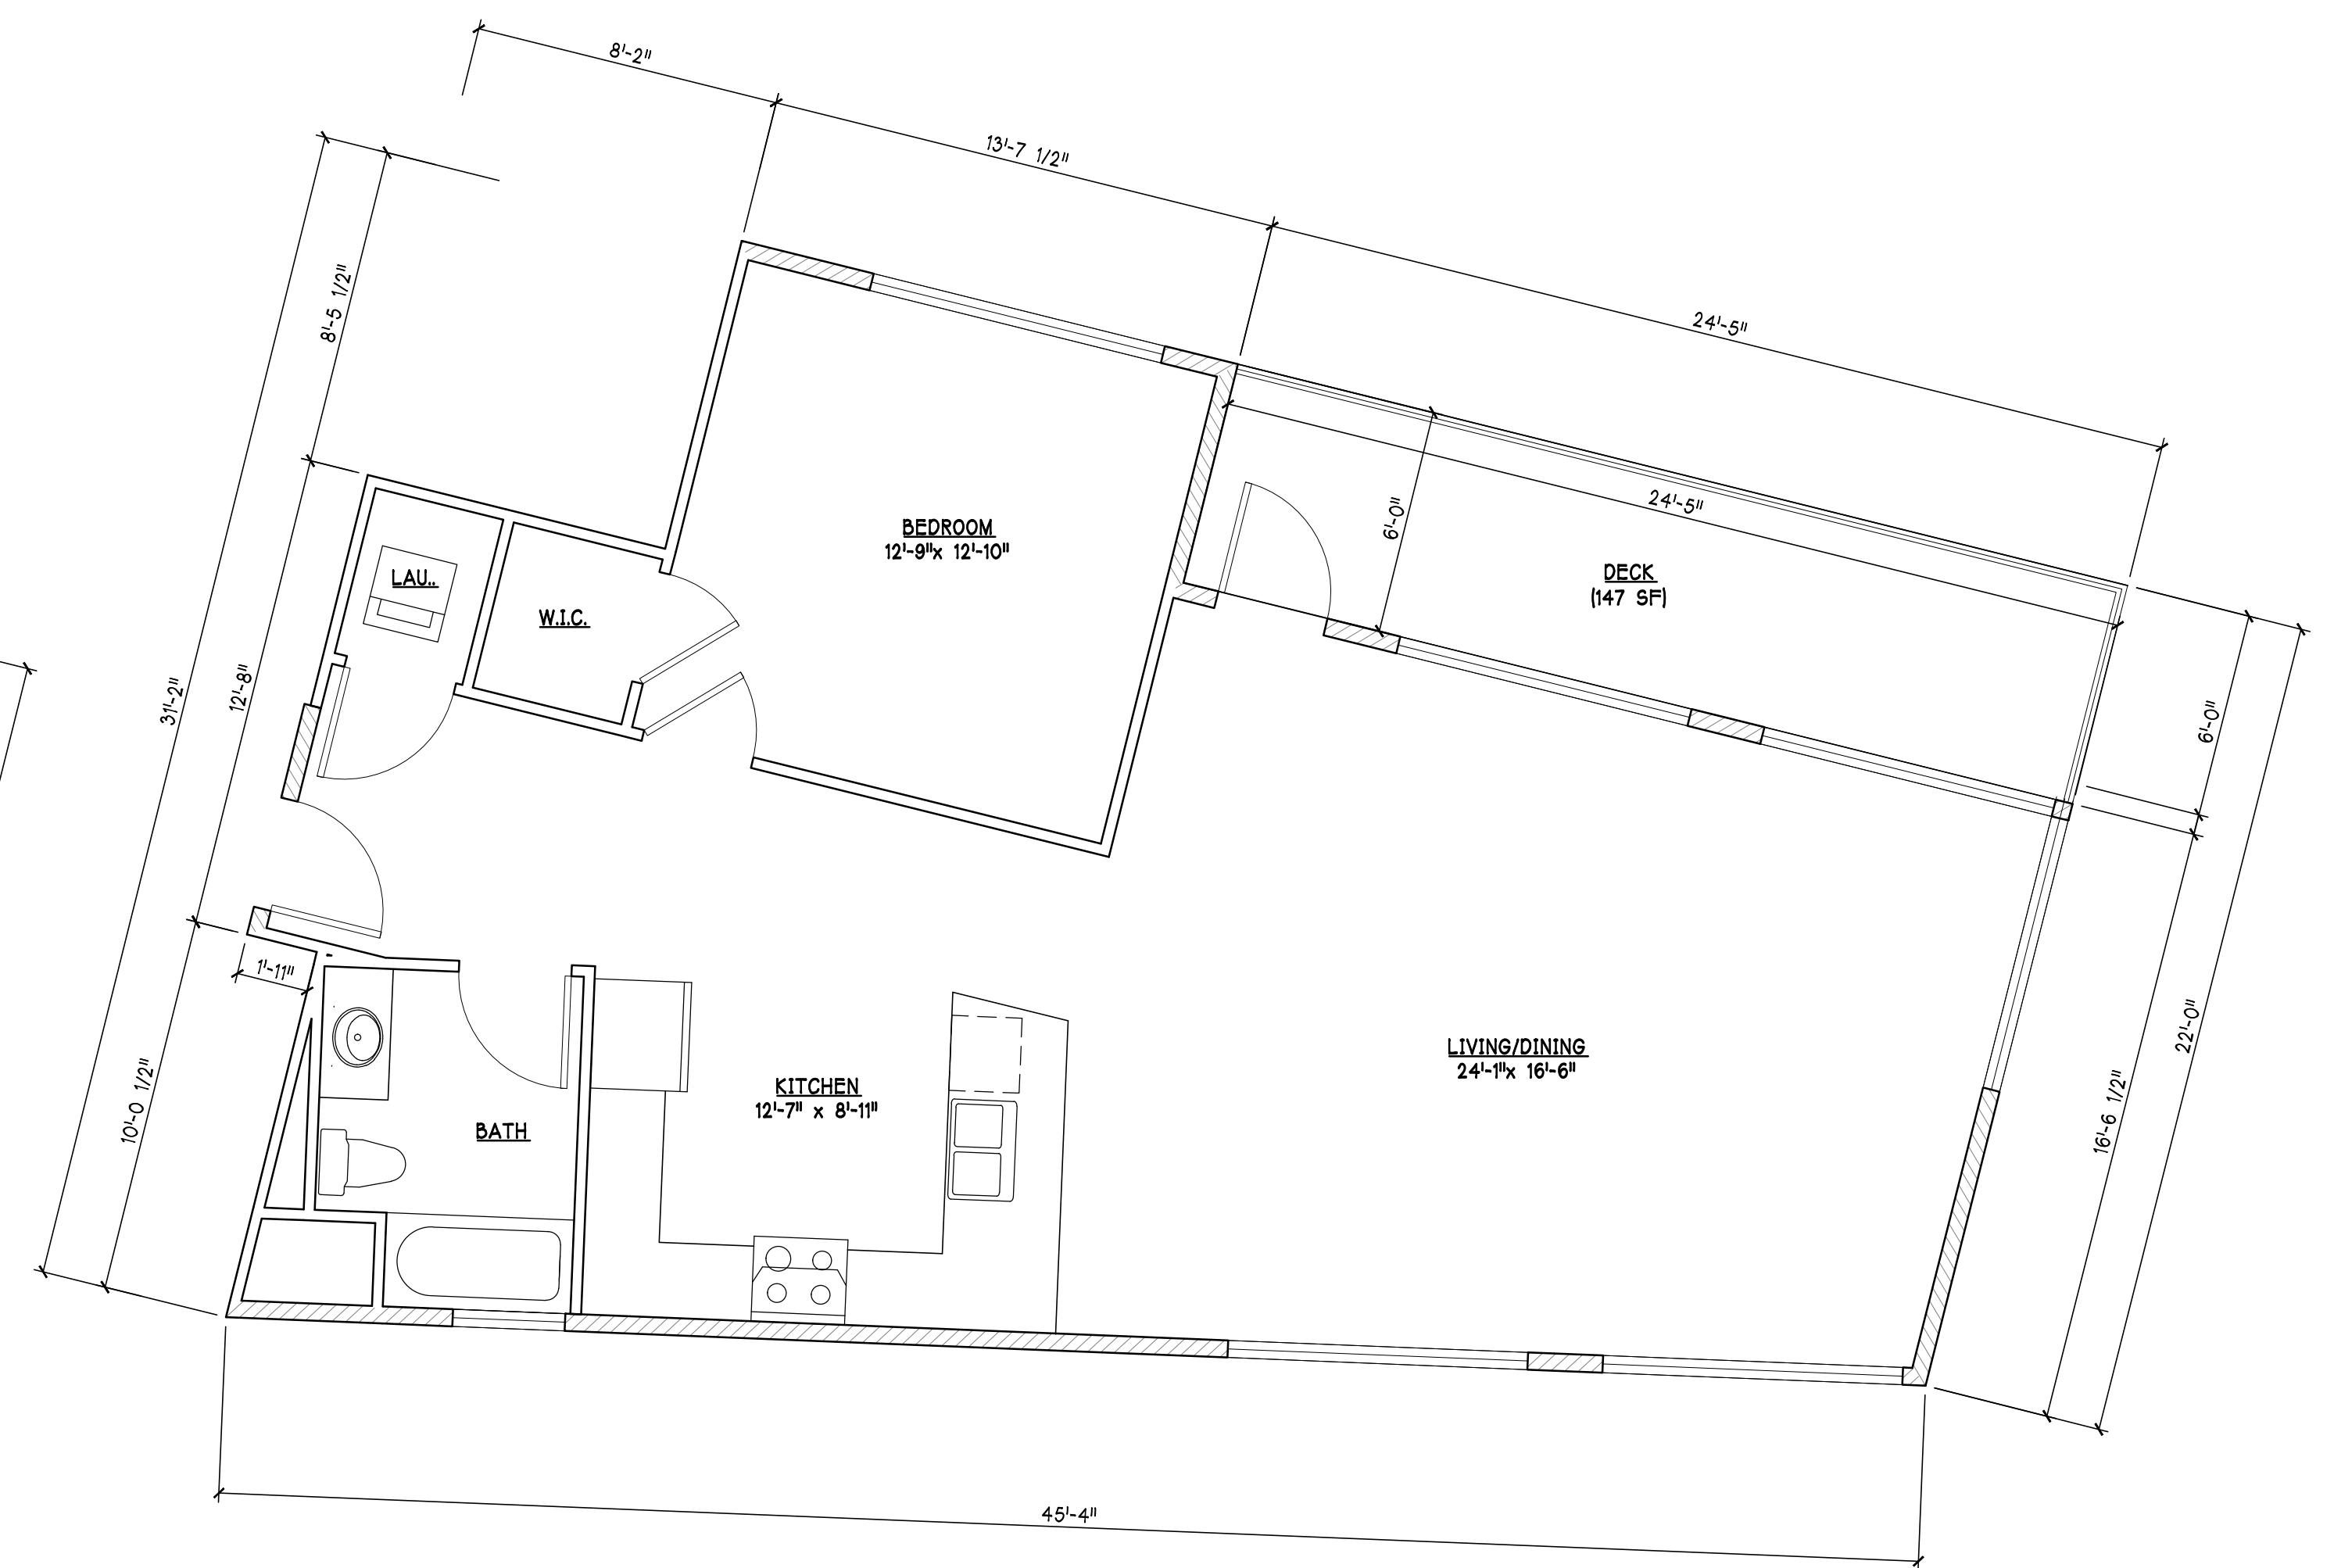 8'-2"
13'-7 1/2"
24'-5"
8'-5 1/2"
31'-2"
12'-8"
10'-0 1/2"
1'-11"
LAU..
W.I.C.
BEDROOM
12'-9"x 12'-10"
6'-0"
24'-5"
DECK
(147 SF)
6'-0"
22'-0"
16'-6 1/2"
LIVING/DINING
24'-1"x 16'-6"
KITCHEN
12'-7" x 8'-11"
BATH
45'-4"